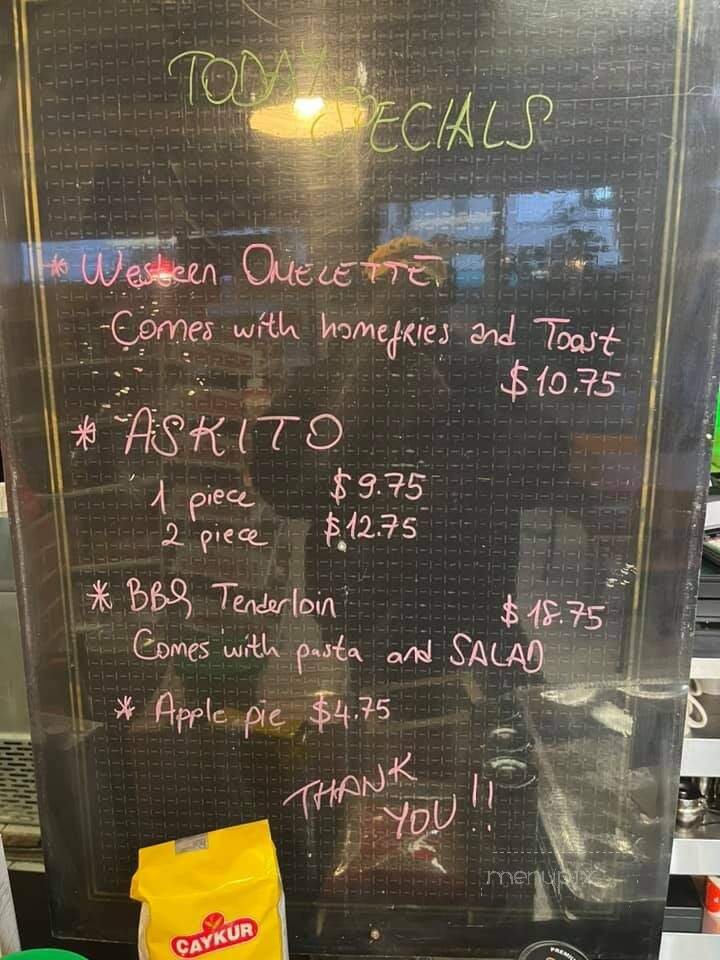 TODAY
SPECIALS
* Western OMELETTE
-Comes with homefries and Toast
$10.75
* ASKITO
1 piece $9.75
2 piece $12.75
* BBQ Tenderloin $18.75
Comes with pasta and SALAD
* Apple pie $4.75
THANK
YOU!!
menupix
ÇAYKUR
PREMIU